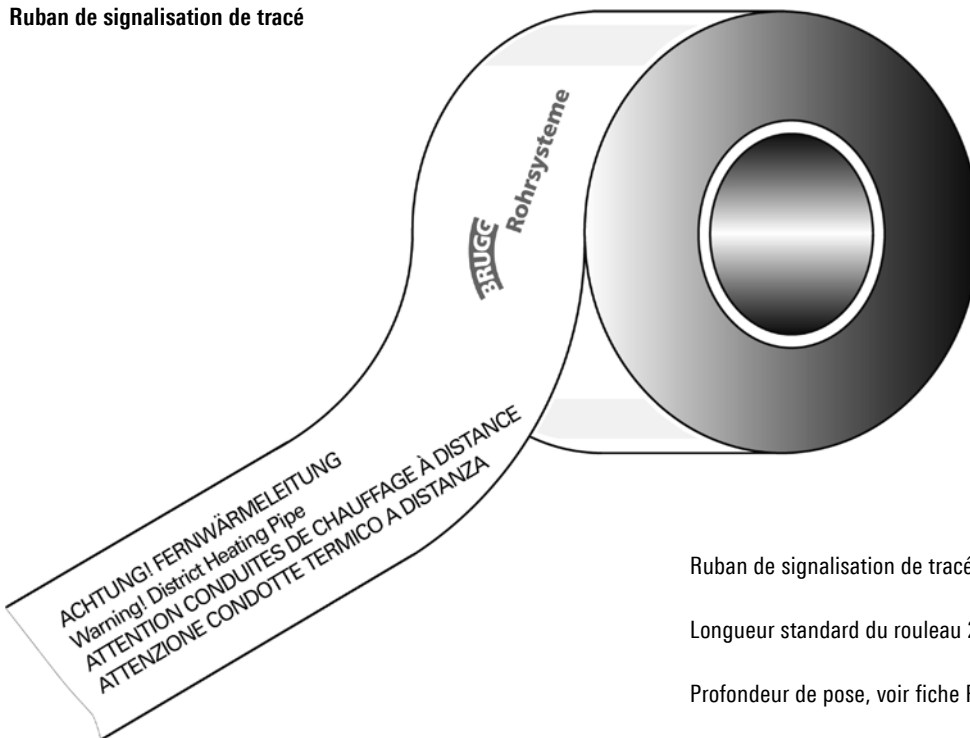 Ruban de signalisation de tracé
BRUGG
Rohrsysteme
ACHTUNG! FERNWÄRMELEITUNG
Warning! District Heating Pipe
ATTENTION CONDUITES DE CHAUFFAGE À DISTANCE
ATTENZIONE CONDOTTE TERMICO A DISTANZA
Ruban de signalisation de tracé
Longueur standard du rouleau
Profondeur de pose, voir fiche